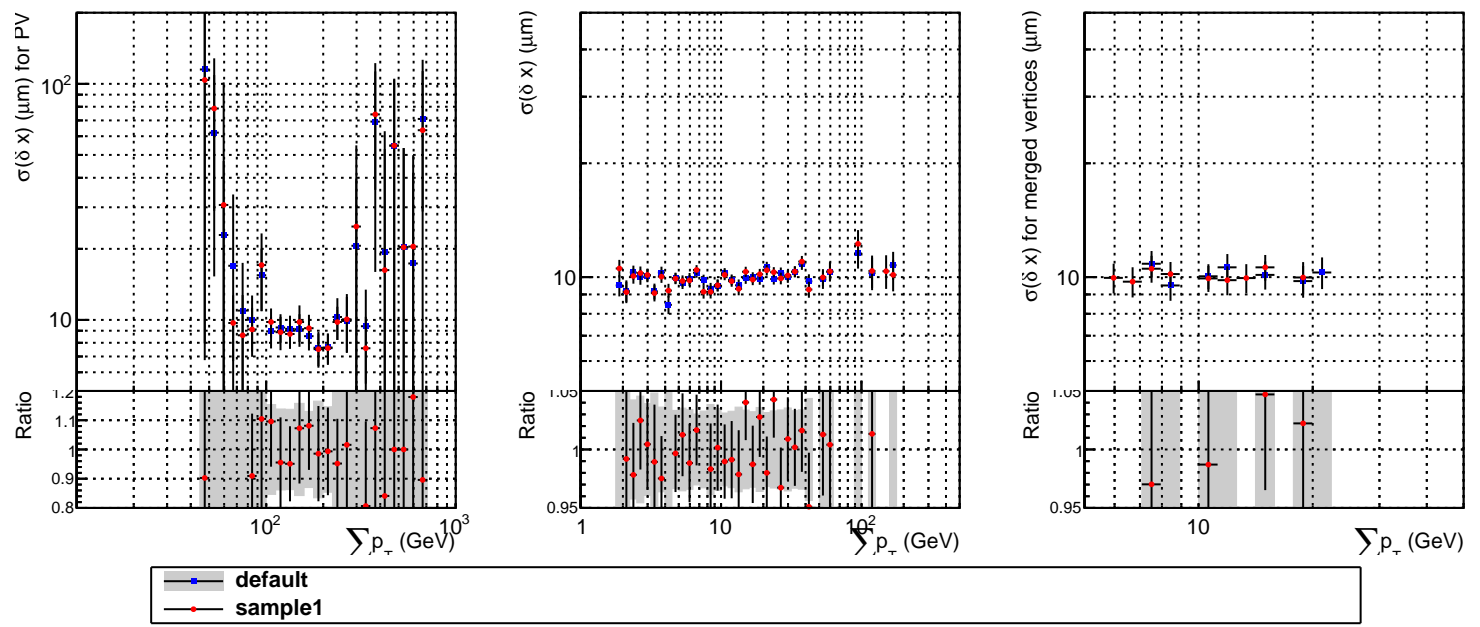 σ(δ x) (μm) for PV
10²
10
Ratio
1.2
1.1
1
0.9
0.8
10²
10³
∑p_T (GeV)
σ(δ x) (μm)
10
Ratio
1.05
1
0.95
1
10
10²
∑p_T (GeV)
σ(δ x) for merged vertices (μm)
10
Ratio
1.05
1
0.95
10
∑p_T (GeV)
default
sample1